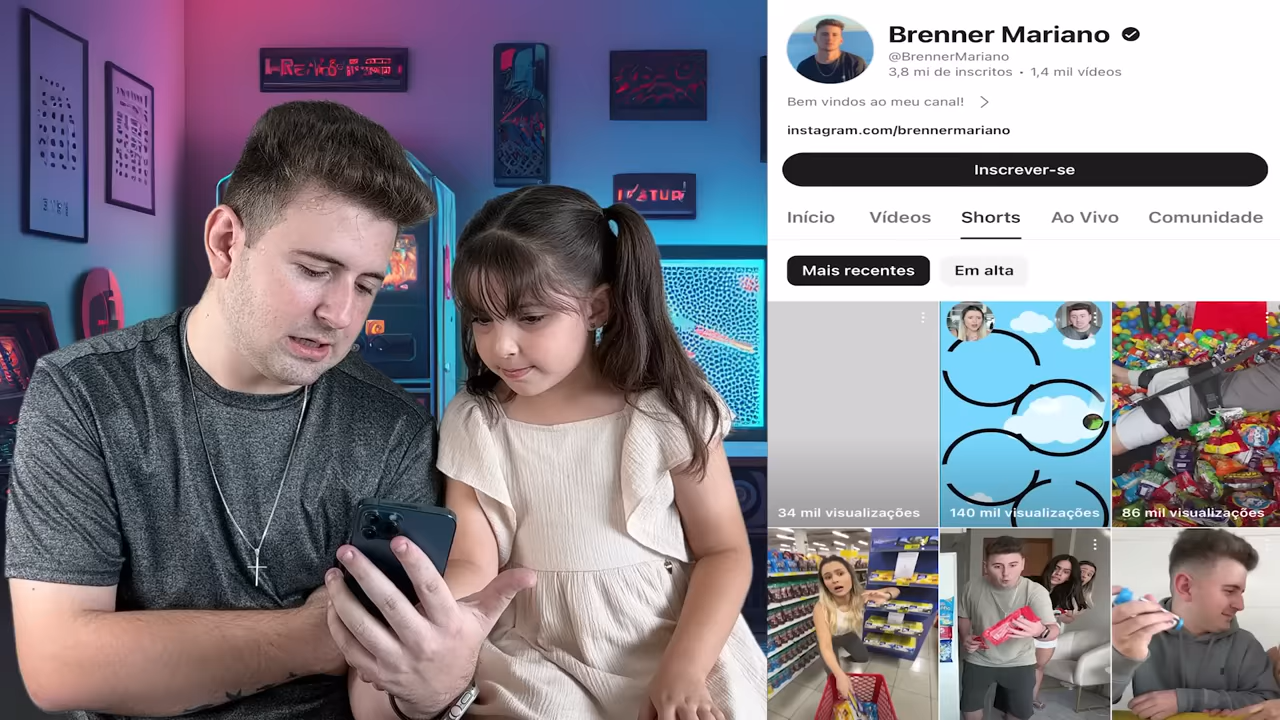 Brenner Mariano
@BrennerMariano
3,8 mi de inscritos • 1,4 mil vídeos
Bem vindos ao meu canal!
instagram.com/brennermariano
Inscrever-se
Início Vídeos Shorts Ao Vivo Comunidade
Mais recentes Em alta
34 mil visualizações
140 mil visualizações
86 mil visualizações